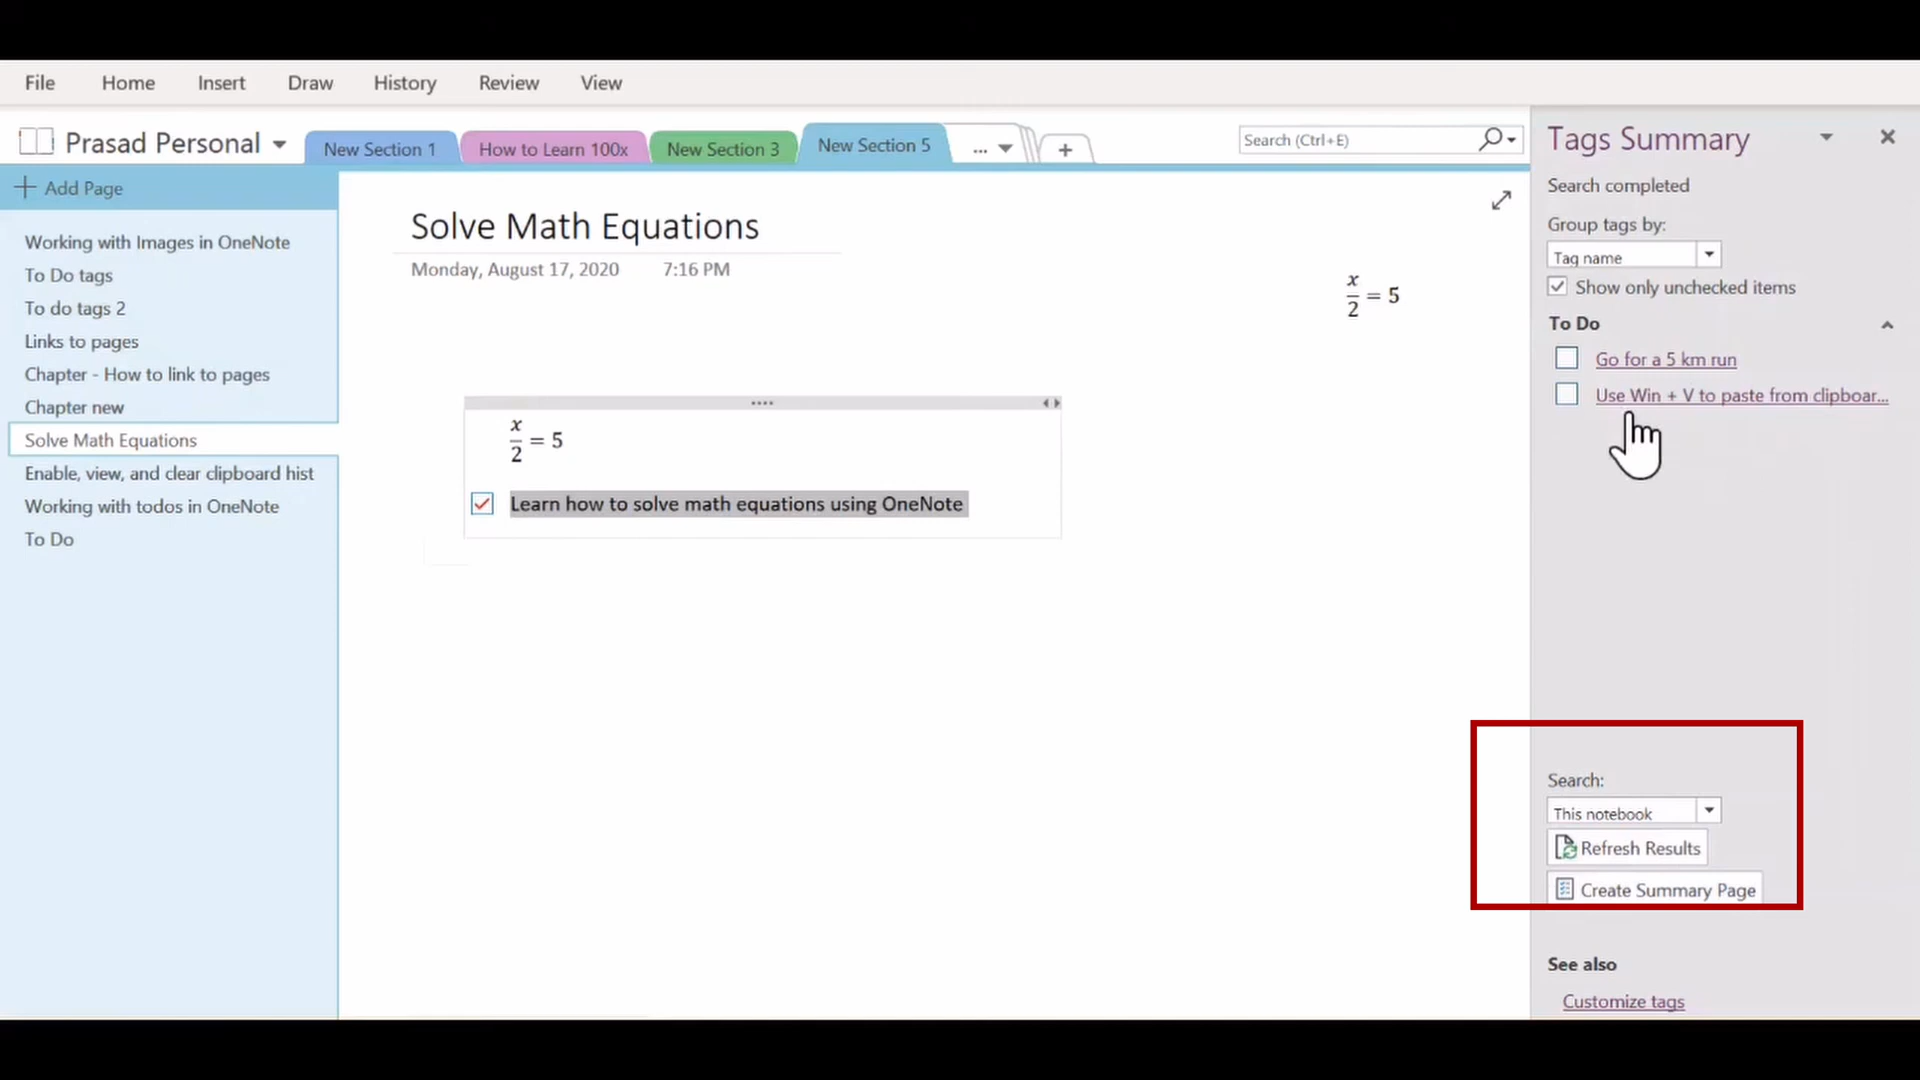 File Home Insert Draw History Review View
Prasad Personal
New Section 1 How to Learn 100x New Section 3 New Section 5 ... +
Search (Ctrl+E)
Add Page
Working with Images in OneNote
To Do tags
To do tags 2
Links to pages
Chapter - How to link to pages
Chapter new
Solve Math Equations
Enable, view, and clear clipboard hist
Working with todos in OneNote
To Do
Solve Math Equations
Monday, August 17, 2020 7:16 PM
x/2 = 5
x/2 = 5
Learn how to solve math equations using OneNote
Tags Summary
Search completed
Group tags by:
Tag name
Show only unchecked items
To Do
Go for a 5 km run
Use Win + V to paste from clipboar...
Search:
This notebook
Refresh Results
Create Summary Page
See also
Customize tags